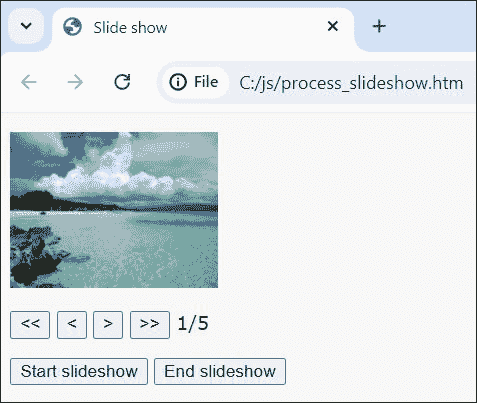 Slide show
File C:/js/process_slideshow.htm
<< < > >> 1/5
Start slideshow End slideshow